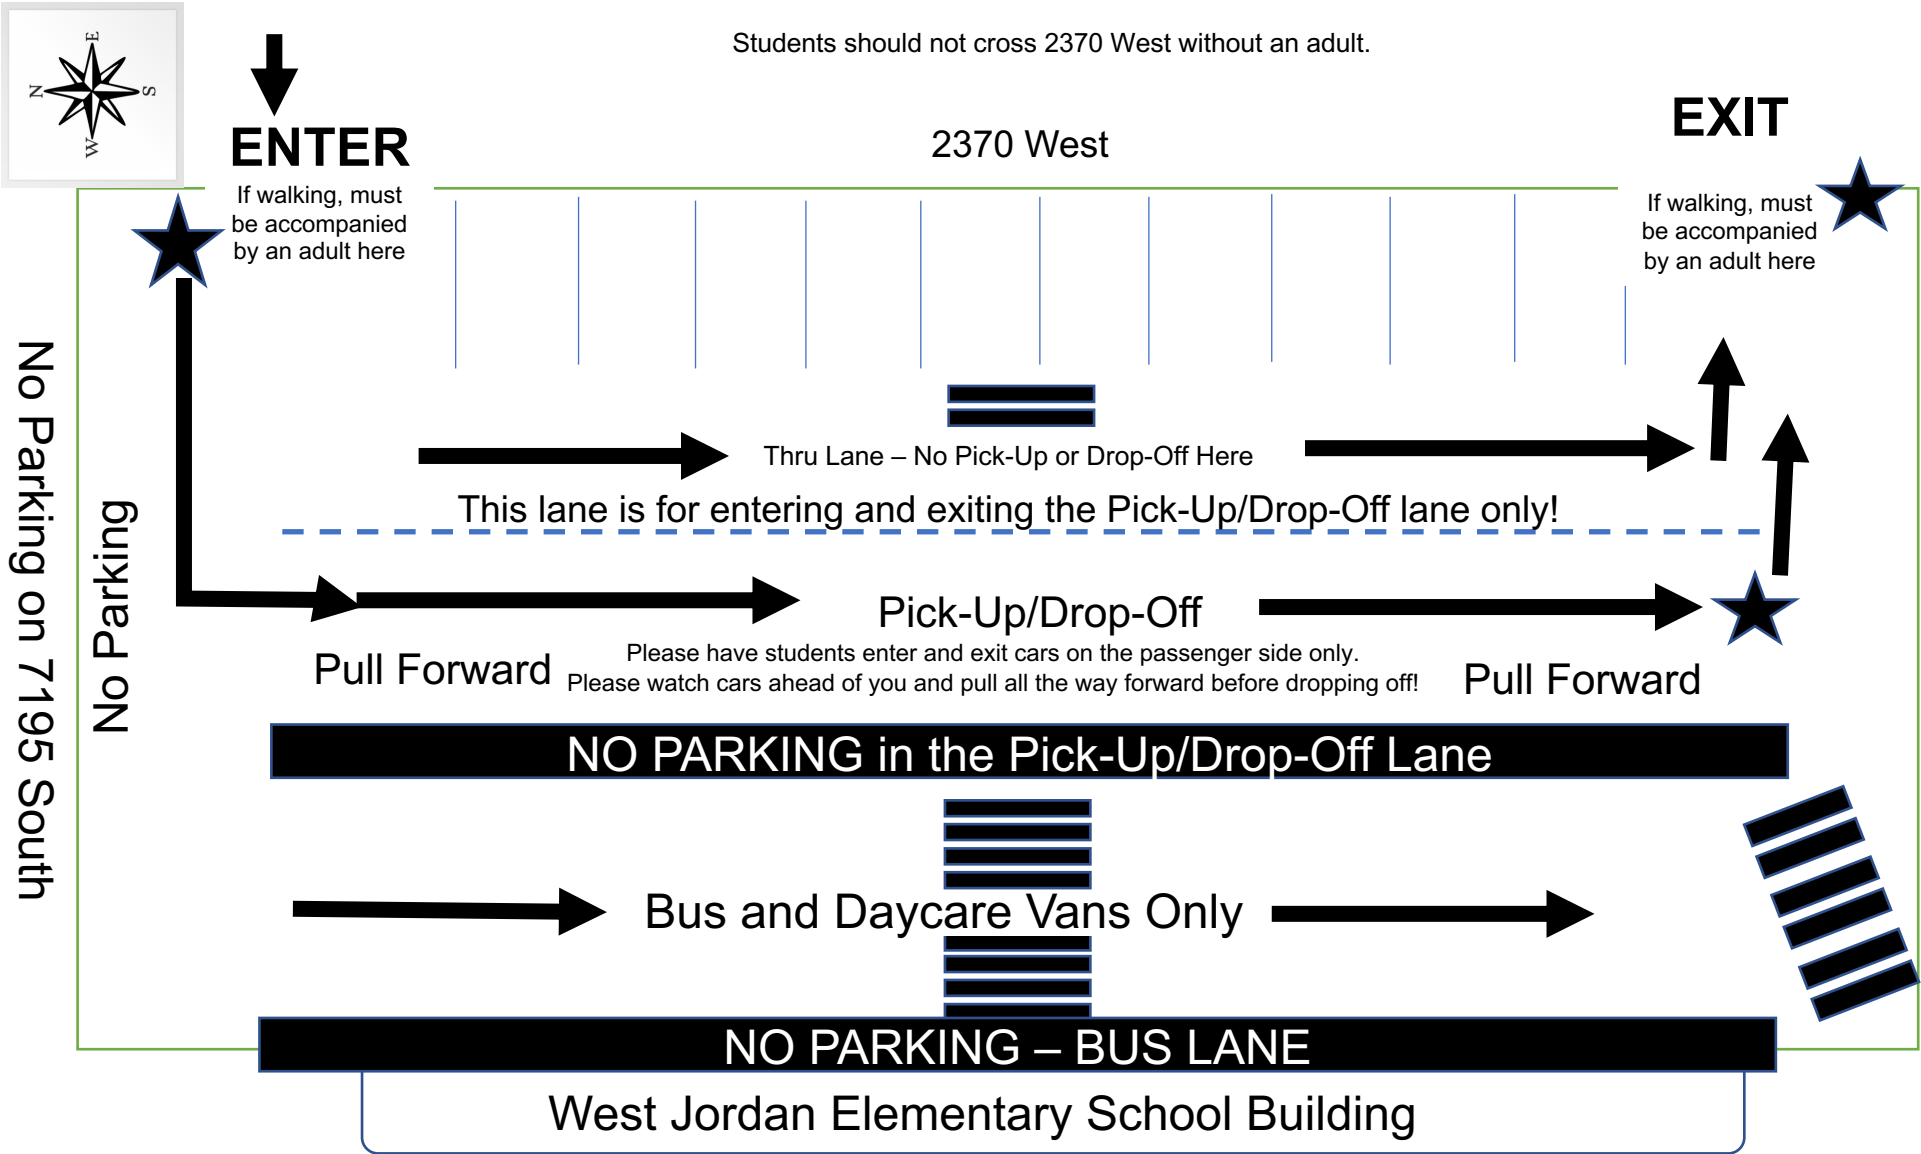 E
N
S
W
Students should not cross 2370 West without an adult.
ENTER
2370 West
EXIT
If walking, must
be accompanied
by an adult here
If walking, must
be accompanied
by an adult here
No Parking on 7195 South
No Parking
Thru Lane – No Pick-Up or Drop-Off Here
This lane is for entering and exiting the Pick-Up/Drop-Off lane only!
Pick-Up/Drop-Off
Pull Forward
Please have students enter and exit cars on the passenger side only.
Please watch cars ahead of you and pull all the way forward before dropping off!
Pull Forward
NO PARKING in the Pick-Up/Drop-Off Lane
Bus and Daycare Vans Only
NO PARKING – BUS LANE
West Jordan Elementary School Building